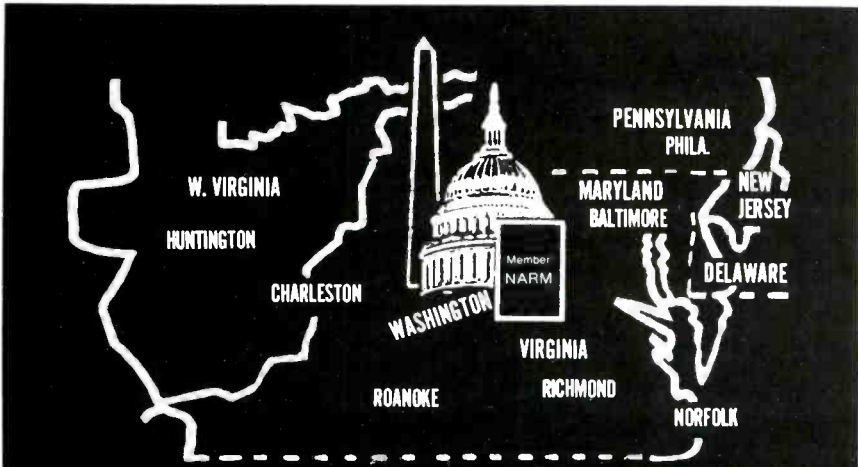 PENNSYLVANIA
PHILA.
W. VIRGINIA
MARYLAND
BALTIMORE
NEW
JERSEY
HUNTINGTON
Member
NARM
DELAWARE
CHARLESTON
WASHINGTON
VIRGINIA
ROANOKE
RICHMOND
NORFOLK